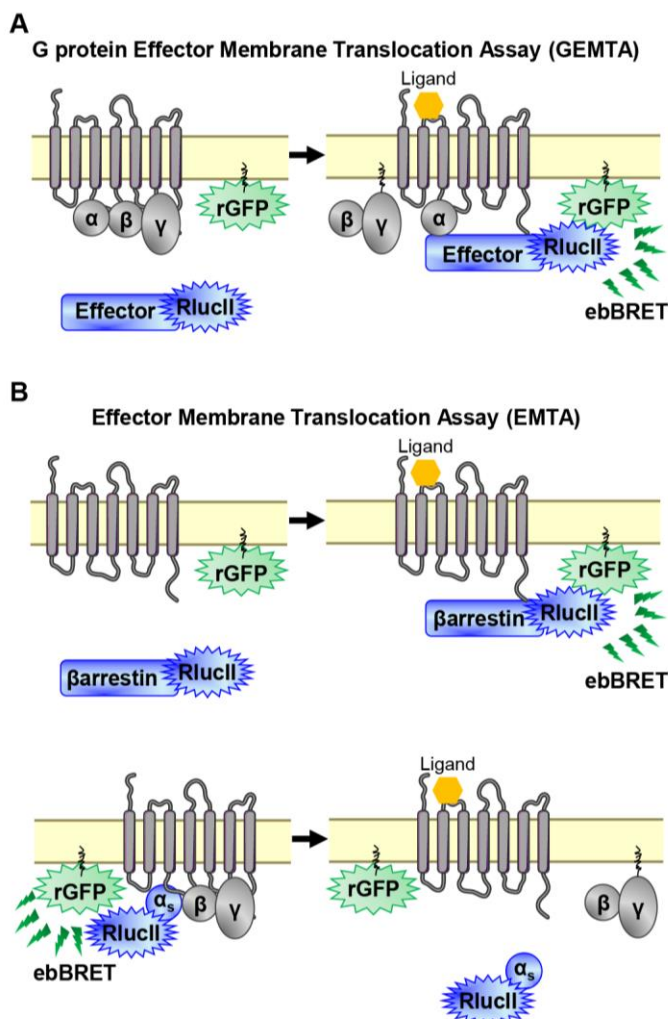 A
G protein Effector Membrane Translocation Assay (GEMTA)
Ligand
rGFP
α β γ
Effector RlucII
β γ
α
rGFP
Effector RlucII
ebBRET
B
Effector Membrane Translocation Assay (EMTA)
Ligand
rGFP
βarrestin RlucII
rGFP
βarrestin RlucII
ebBRET
Ligand
rGFP
RlucII
αs β γ
ebBRET
rGFP
β γ
αs
RlucII